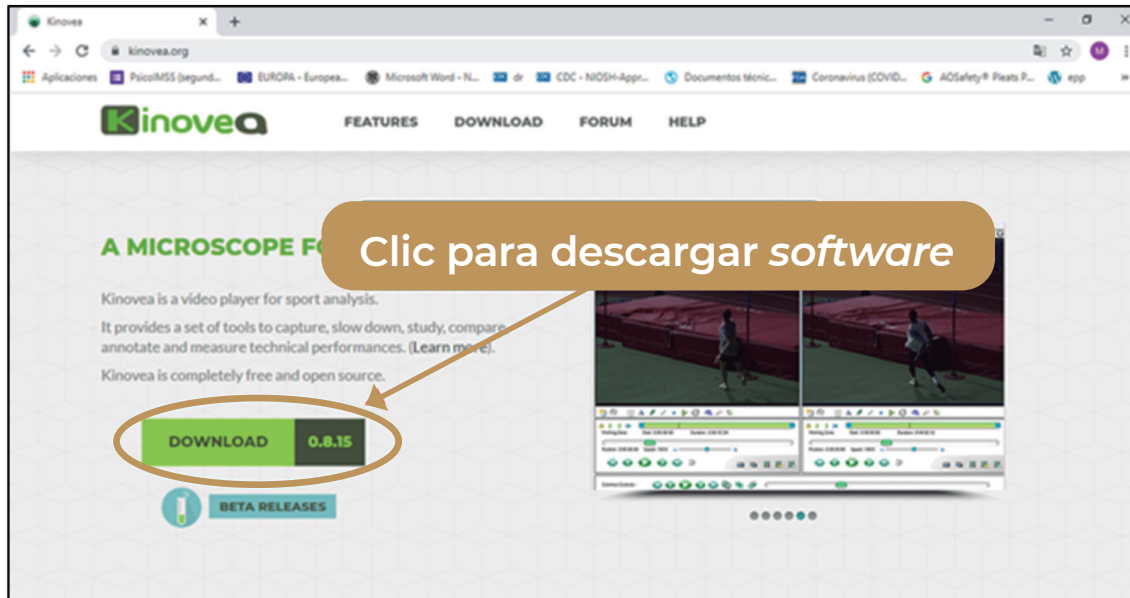 Kinovea
kinovea.org
Aplicaciones PsicoIMSS (segund... EUROPA - Europea... Microsoft Word - N... dr CDC - NIOSH-Appr... Documentos técnic... Coronavirus (COVID... AOSafety® Pleats P... epp »
Kinovea FEATURES DOWNLOAD FORUM HELP
Clic para descargar software
A MICROSCOPE FO
Kinovea is a video player for sport analysis.
It provides a set of tools to capture, slow down, study, compare,
annotate and measure technical performances. (Learn more).
Kinovea is completely free and open source.
DOWNLOAD 0.8.15
BETA RELEASES